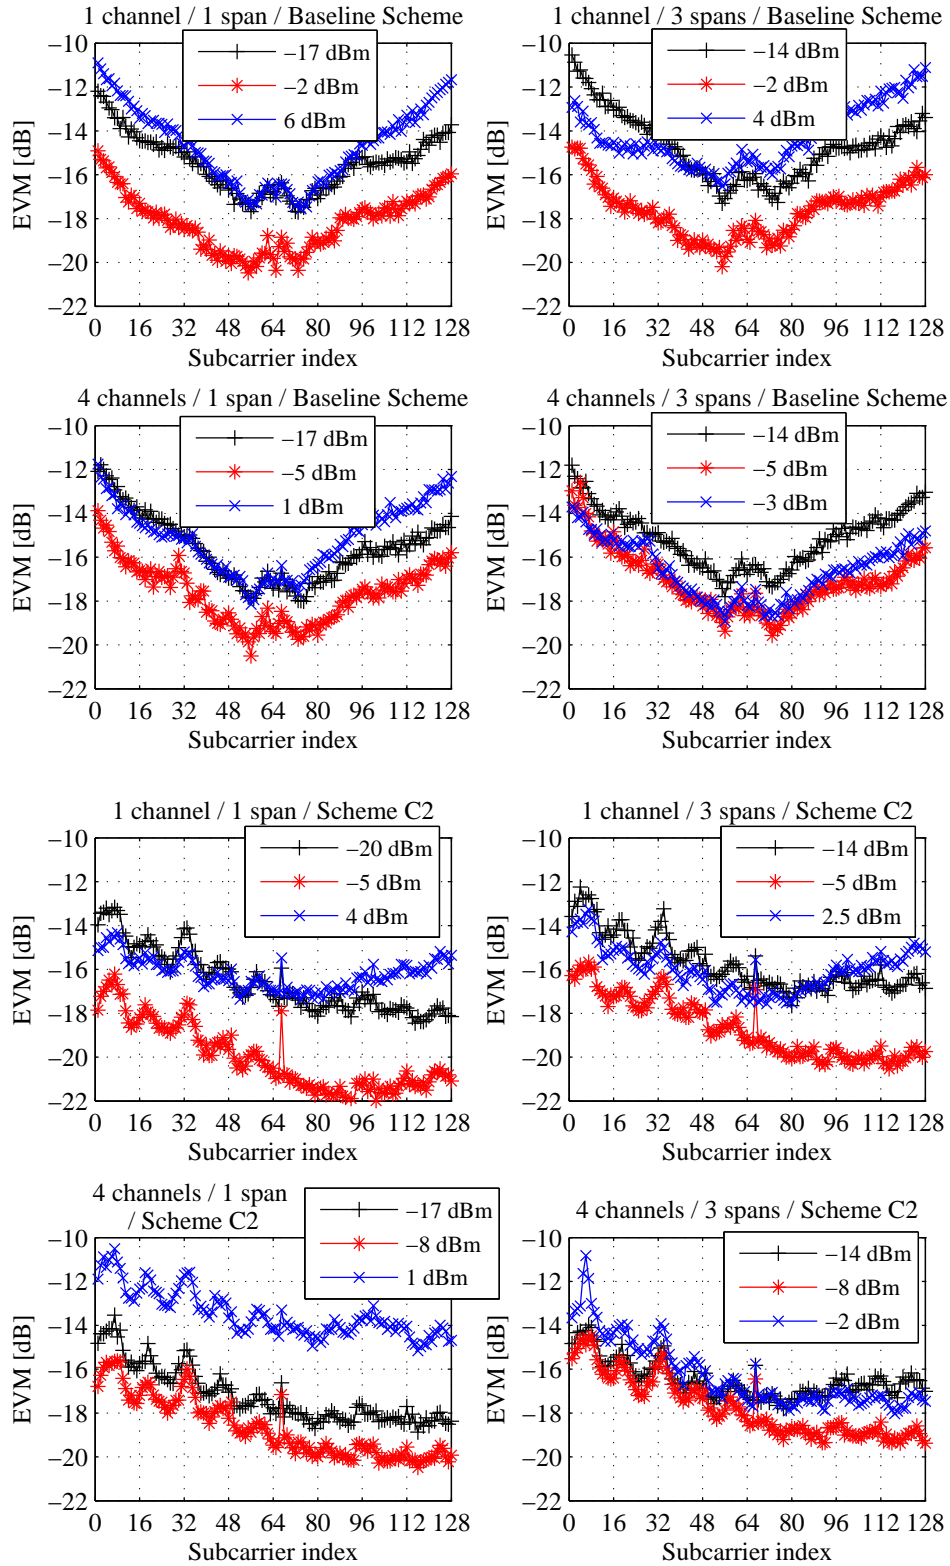 1 channel / 1 span / Baseline Scheme
−10
−12
−14
−16
−18
−20
−22
EVM [dB]
−17 dBm
−2 dBm
6 dBm
0 16 32 48 64 80 96 112 128
Subcarrier index
1 channel / 3 spans / Baseline Scheme
−10
−12
−14
−16
−18
−20
−22
EVM [dB]
−14 dBm
−2 dBm
4 dBm
0 16 32 48 64 80 96 112 128
Subcarrier index
4 channels / 1 span / Baseline Scheme
−10
−12
−14
−16
−18
−20
−22
EVM [dB]
−17 dBm
−5 dBm
1 dBm
0 16 32 48 64 80 96 112 128
Subcarrier index
4 channels / 3 spans / Baseline Scheme
−10
−12
−14
−16
−18
−20
−22
EVM [dB]
−14 dBm
−5 dBm
−3 dBm
0 16 32 48 64 80 96 112 128
Subcarrier index
1 channel / 1 span / Scheme C2
−10
−12
−14
−16
−18
−20
−22
EVM [dB]
−20 dBm
−5 dBm
4 dBm
0 16 32 48 64 80 96 112 128
Subcarrier index
1 channel / 3 spans / Scheme C2
−10
−12
−14
−16
−18
−20
−22
EVM [dB]
−14 dBm
−5 dBm
2.5 dBm
0 16 32 48 64 80 96 112 128
Subcarrier index
4 channels / 1 span
/ Scheme C2
−10
−12
−14
−16
−18
−20
−22
EVM [dB]
−17 dBm
−8 dBm
1 dBm
0 16 32 48 64 80 96 112 128
Subcarrier index
4 channels / 3 spans / Scheme C2
−10
−12
−14
−16
−18
−20
−22
EVM [dB]
−14 dBm
−8 dBm
−2 dBm
0 16 32 48 64 80 96 112 128
Subcarrier index